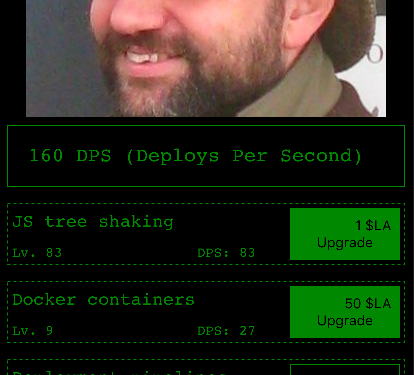 160 DPS (Deploys Per Second)
JS tree shaking
Lv. 83 DPS: 83
1 $LA
Upgrade
Docker containers
Lv. 9 DPS: 27
50 $LA
Upgrade